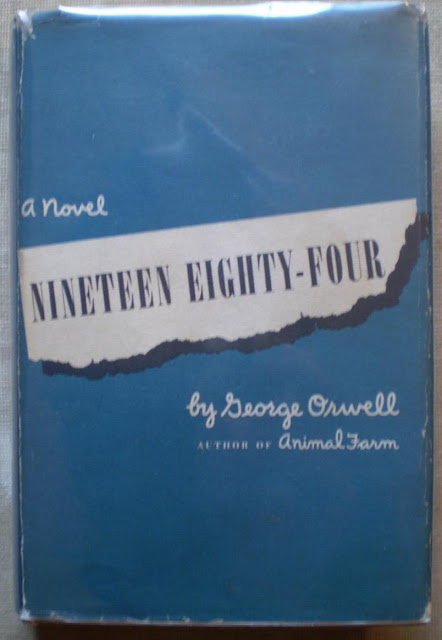 a Novel
NINETEEN EIGHTY-FOUR
by George Orwell
AUTHOR OF Animal Farm